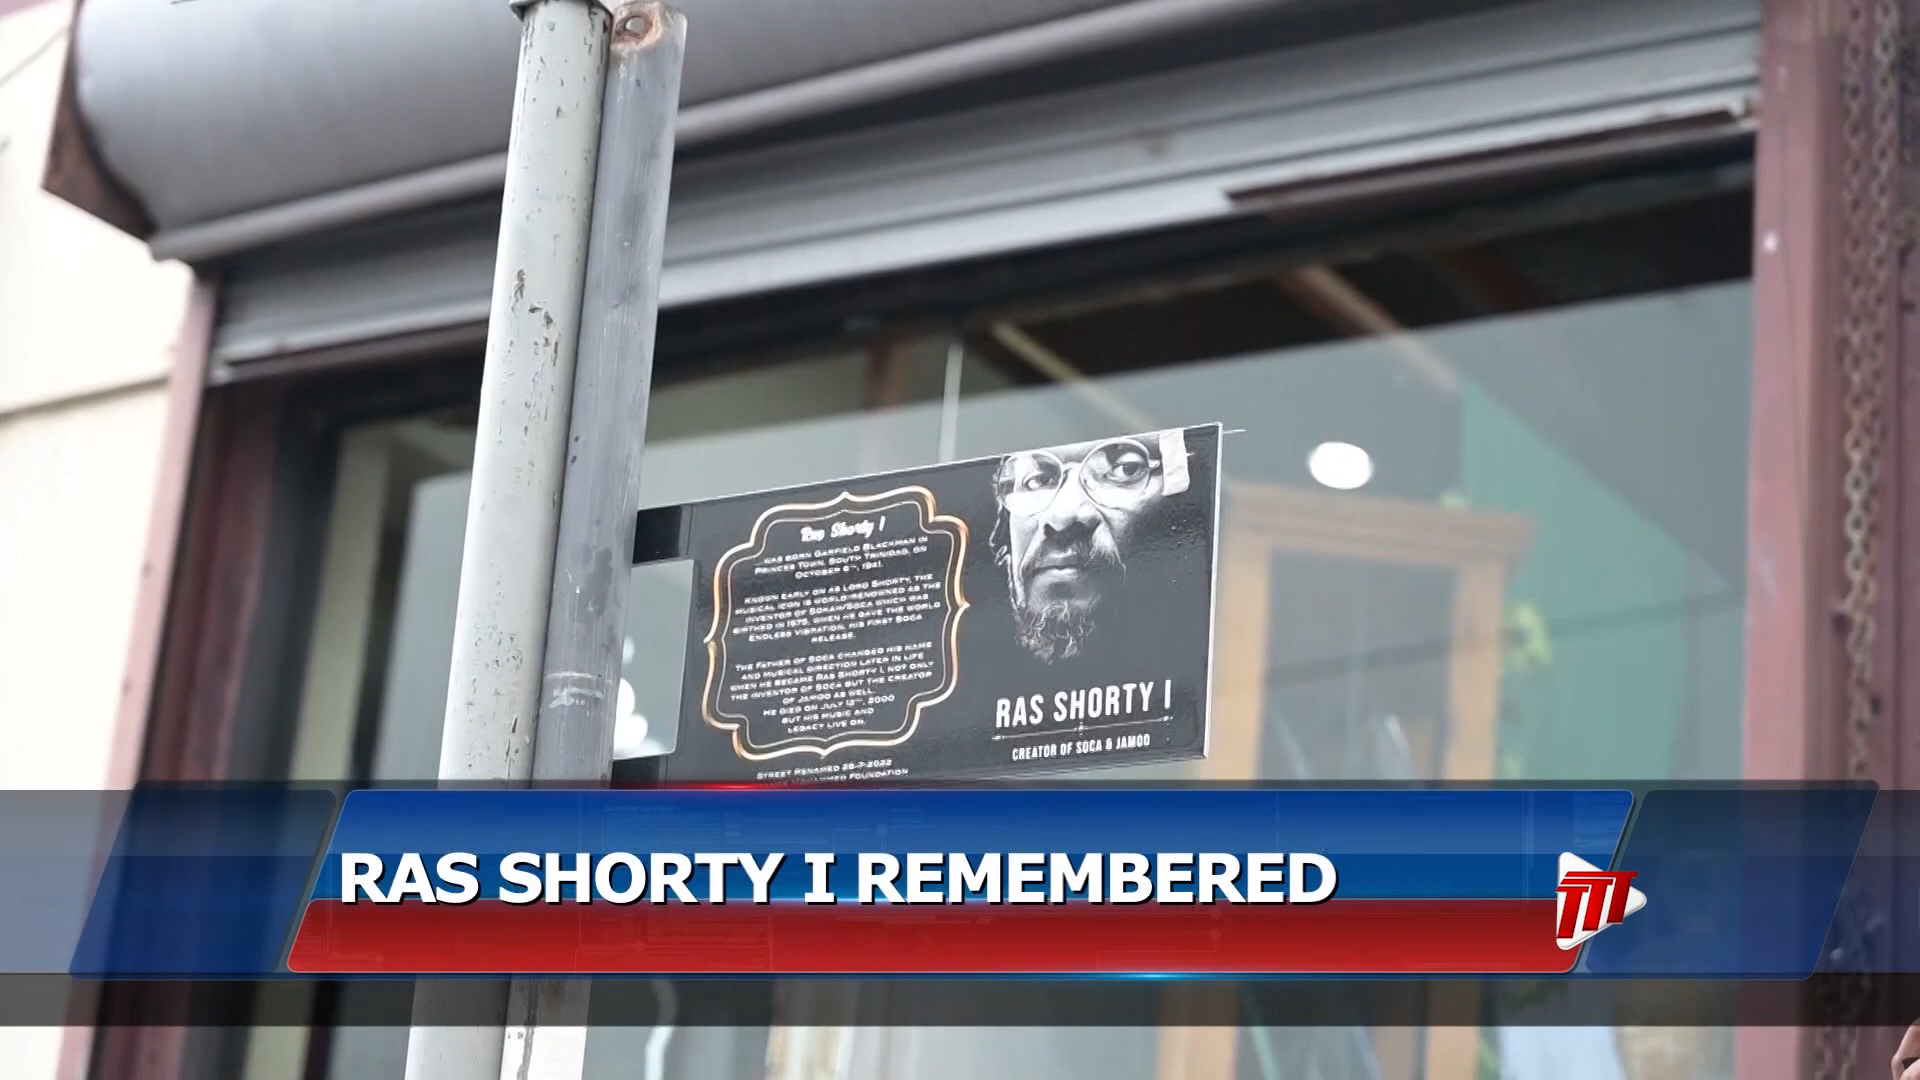 Ras Shorty I
WAS BORN GARFIELD BLACKMAN IN
PRINCES TOWN, SOUTH TRINIDAD, ON
OCTOBER 6TH, 1941.
KNOWN EARLY ON AS LORD SHORTY, THE
MUSICAL ICON IS WORLD-RENOWNED AS THE
INVENTOR OF SOKAH/SOCA WHICH WAS
BIRTHED IN 1975, WHEN HE GAVE THE WORLD
ENDLESS VIBRATION, HIS FIRST SOCA
RELEASE.
THE FATHER OF SOCA CHANGED HIS NAME
AND MUSICAL DIRECTION LATER IN LIFE
WHEN HE BECAME RAS SHORTY I, NOT ONLY
THE INVENTOR OF SOCA BUT THE CREATOR
OF JAMOO AS WELL.
HE DIED ON JULY 12TH, 2000
BUT HIS MUSIC AND
LEGACY LIVE ON.
STREET RENAMED 26-7-2022
MOHAMMED FOUNDATION
RAS SHORTY I
CREATOR OF SOCA & JAMOO
RAS SHORTY I REMEMBERED
TTT